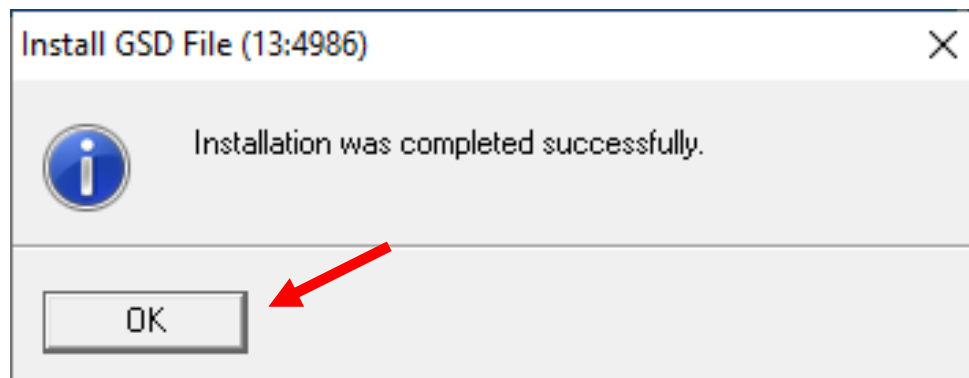 Install GSD File (13:4986)
Installation was completed successfully.
OK